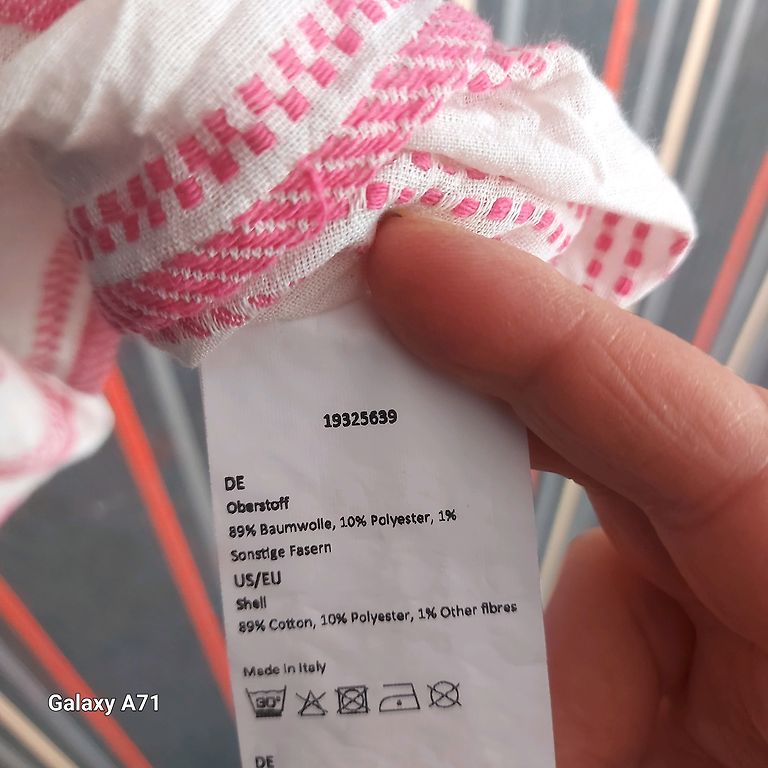 19325639
DE
Oberstoff
89% Baumwolle, 10% Polyester, 1%
Sonstige Fasern
US/EU
Shell
89% Cotton, 10% Polyester, 1% Other fibres
Made in Italy
30°
DE
Galaxy A71